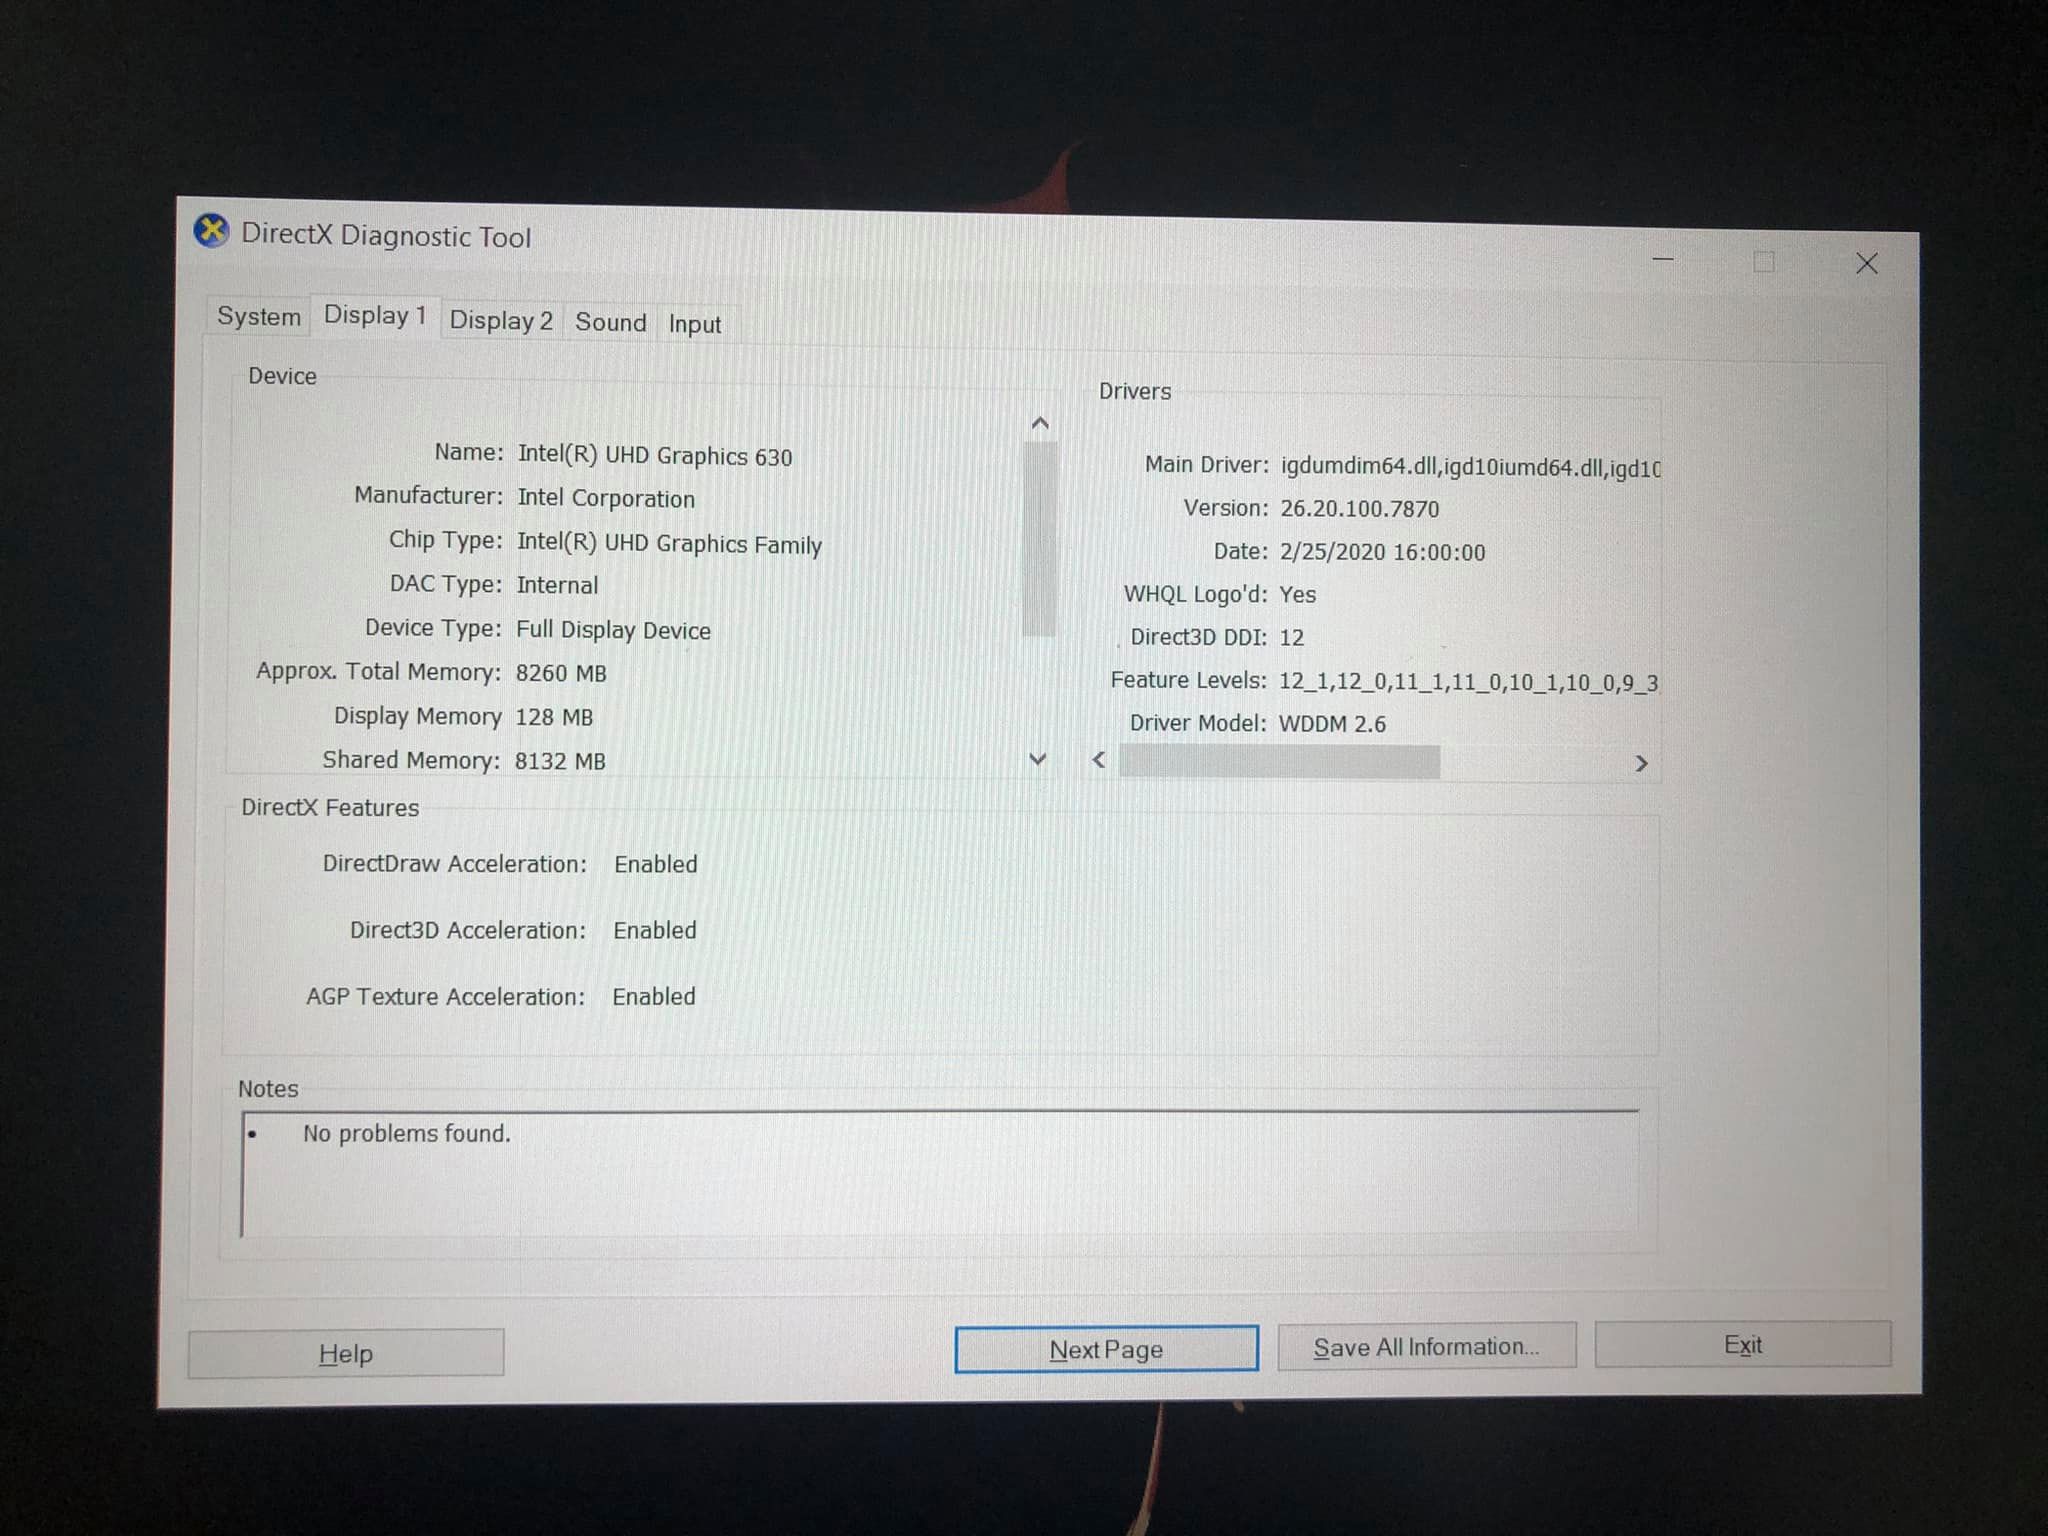 DirectX Diagnostic Tool
System Display 1 Display 2 Sound Input
Device
Name: Intel(R) UHD Graphics 630
Manufacturer: Intel Corporation
Chip Type: Intel(R) UHD Graphics Family
DAC Type: Internal
Device Type: Full Display Device
Approx. Total Memory: 8260 MB
Display Memory 128 MB
Shared Memory: 8132 MB
Drivers
Main Driver: igdumdim64.dll,igd10iumd64.dll,igd10
Version: 26.20.100.7870
Date: 2/25/2020 16:00:00
WHQL Logo'd: Yes
Direct3D DDI: 12
Feature Levels: 12_1,12_0,11_1,11_0,10_1,10_0,9_3
Driver Model: WDDM 2.6
DirectX Features
DirectDraw Acceleration: Enabled
Direct3D Acceleration: Enabled
AGP Texture Acceleration: Enabled
Notes
• No problems found.
Help Next Page Save All Information... Exit